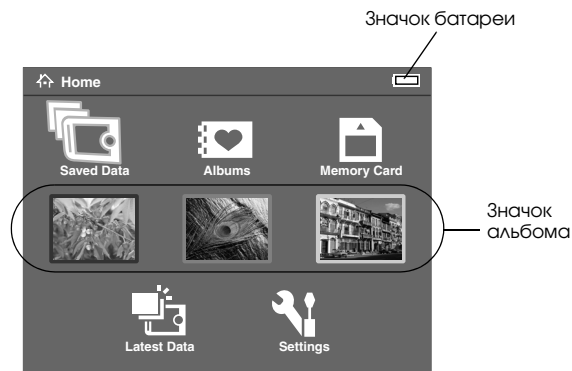 Значок батареи
Home
Saved Data
Albums
Memory Card
Значок
альбома
Latest Data
Settings